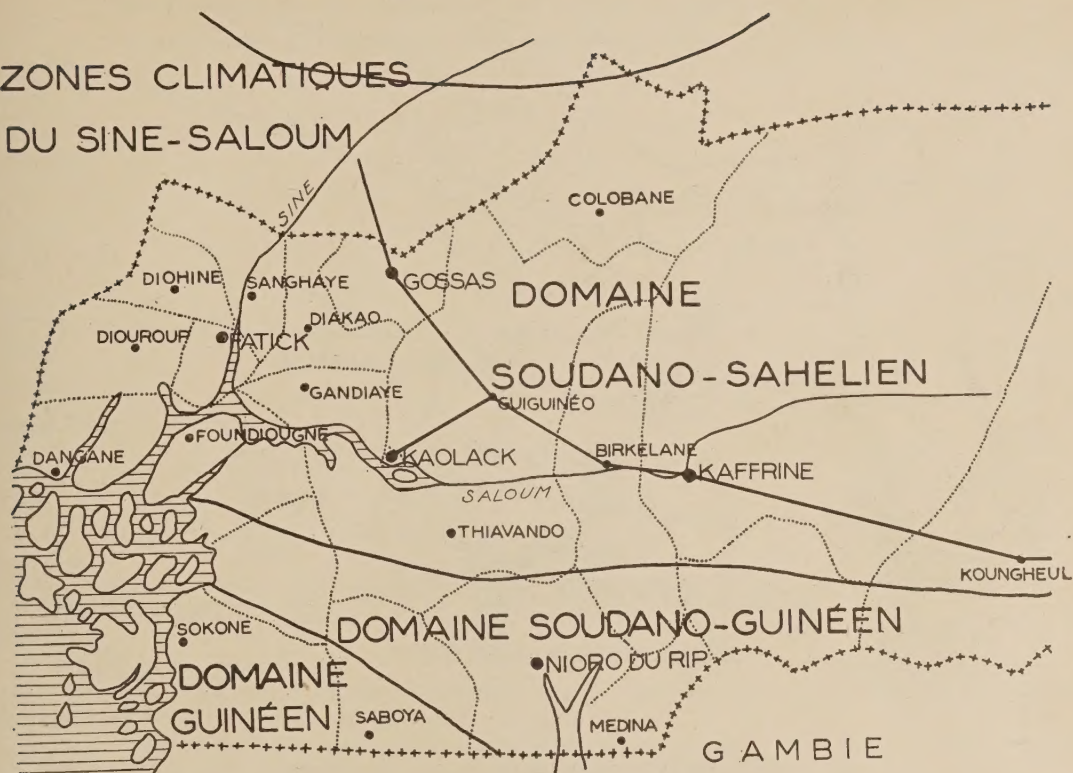 ZONES CLIMATIQUES
DU SINE-SALOUM
SINE
COLOBANE
DIOHINE
SANGHAYE
GOSSAS
DOMAINE
DIOUROUP
FATICK
DIAKAO
SOUDANO-SAHELIEN
GANDIAYE
GUIGUINÉO
FOUNDIOUGNE
DANGANE
KAOLACK
BIRKELANE
KAFFRINE
SALOUM
THIAVANDO
KOUNGHEUL
SOKONE
DOMAINE SOUDANO-GUINÉEN
NIORO DU RIP
DOMAINE
GUINÉEN
SABOYA
MEDINA
GAMBIE